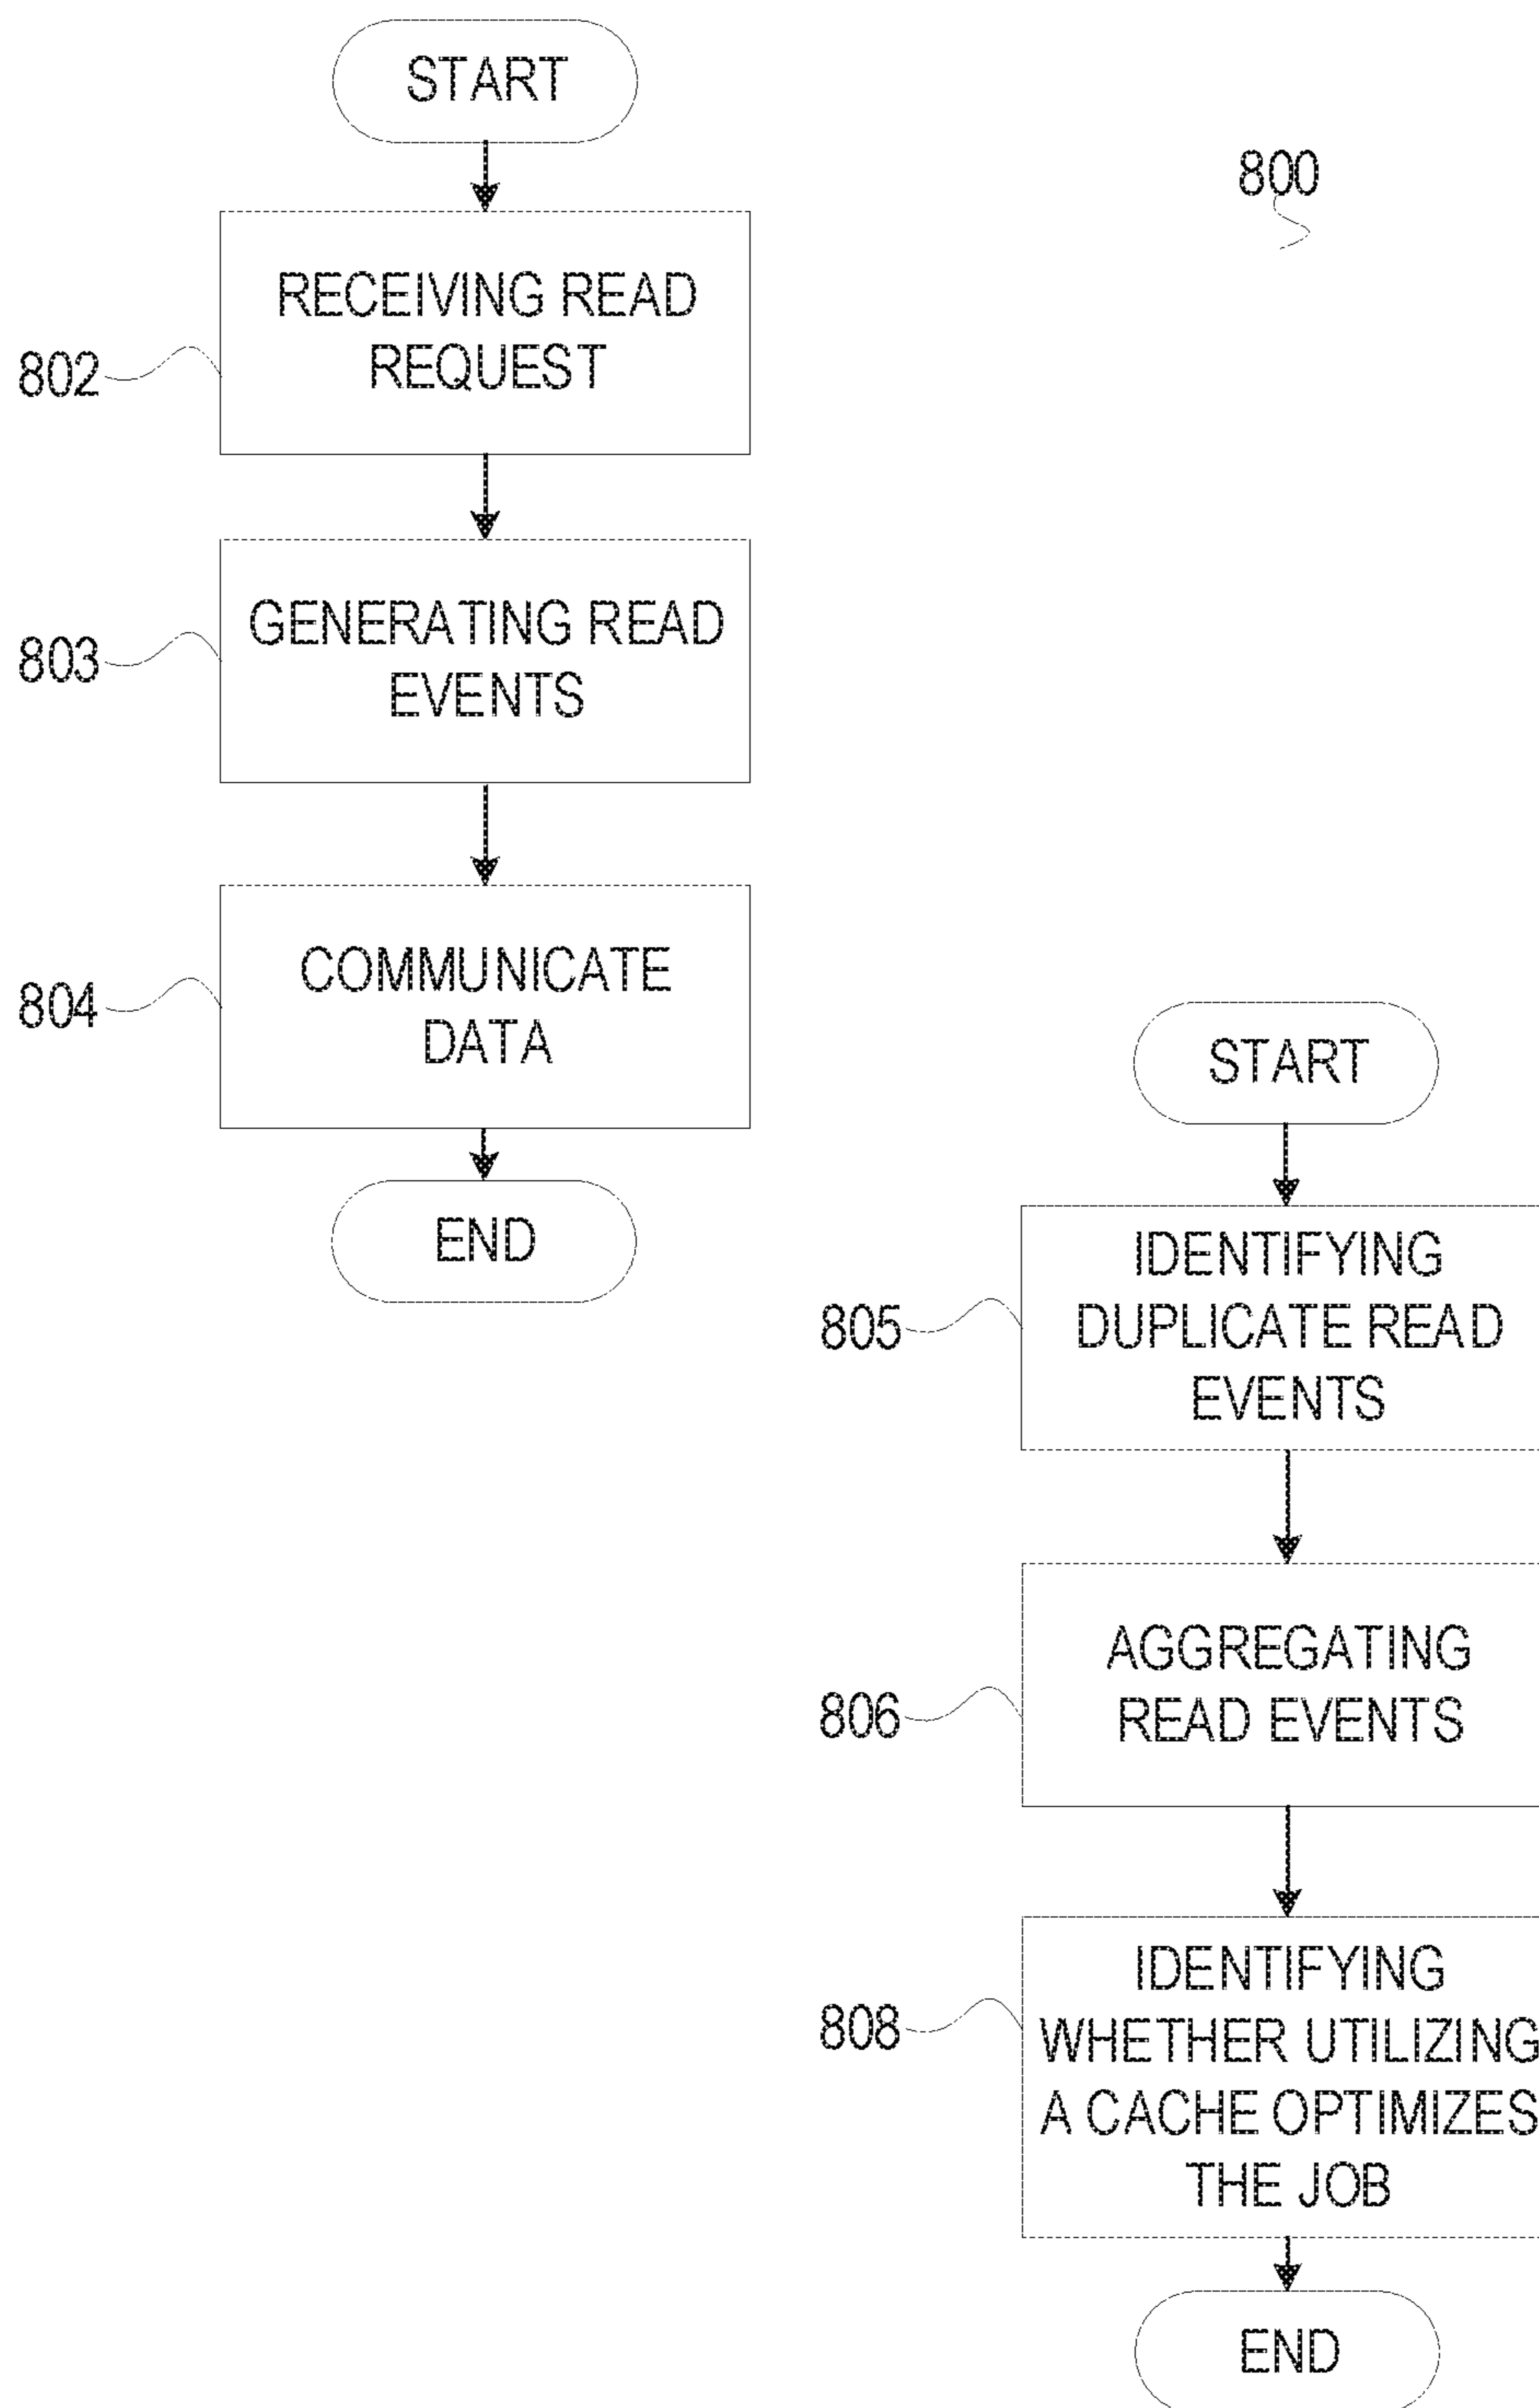 START
800
RECEIVING READ
REQUEST
802
GENERATING READ
EVENTS
803
COMMUNICATE
DATA
804
END
START
IDENTIFYING
DUPLICATE READ
EVENTS
805
AGGREGATING
READ EVENTS
806
IDENTIFYING
WHETHER UTILIZING
A CACHE OPTIMIZES
THE JOB
808
END